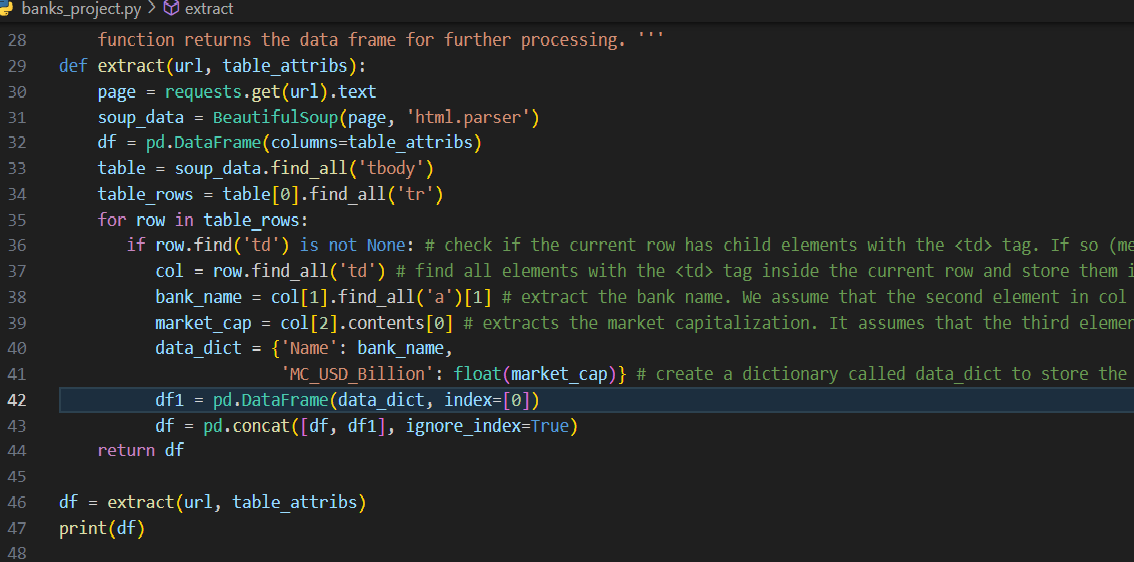 banks_project.py > extract
28 function returns the data frame for further processing. '''
29 def extract(url, table_attribs):
30 page = requests.get(url).text
31 soup_data = BeautifulSoup(page, 'html.parser')
32 df = pd.DataFrame(columns=table_attribs)
33 table = soup_data.find_all('tbody')
34 table_rows = table[0].find_all('tr')
35 for row in table_rows:
36 if row.find('td') is not None: # check if the current row has child elements with the <td> tag. If so (me
37 col = row.find_all('td') # find all elements with the <td> tag inside the current row and store them i
38 bank_name = col[1].find_all('a')[1] # extract the bank name. We assume that the second element in col
39 market_cap = col[2].contents[0] # extracts the market capitalization. It assumes that the third elemen
40 data_dict = {'Name': bank_name,
41 'MC_USD_Billion': float(market_cap)} # create a dictionary called data_dict to store the
42 df1 = pd.DataFrame(data_dict, index=[0])
43 df = pd.concat([df, df1], ignore_index=True)
44 return df
45
46 df = extract(url, table_attribs)
47 print(df)
48